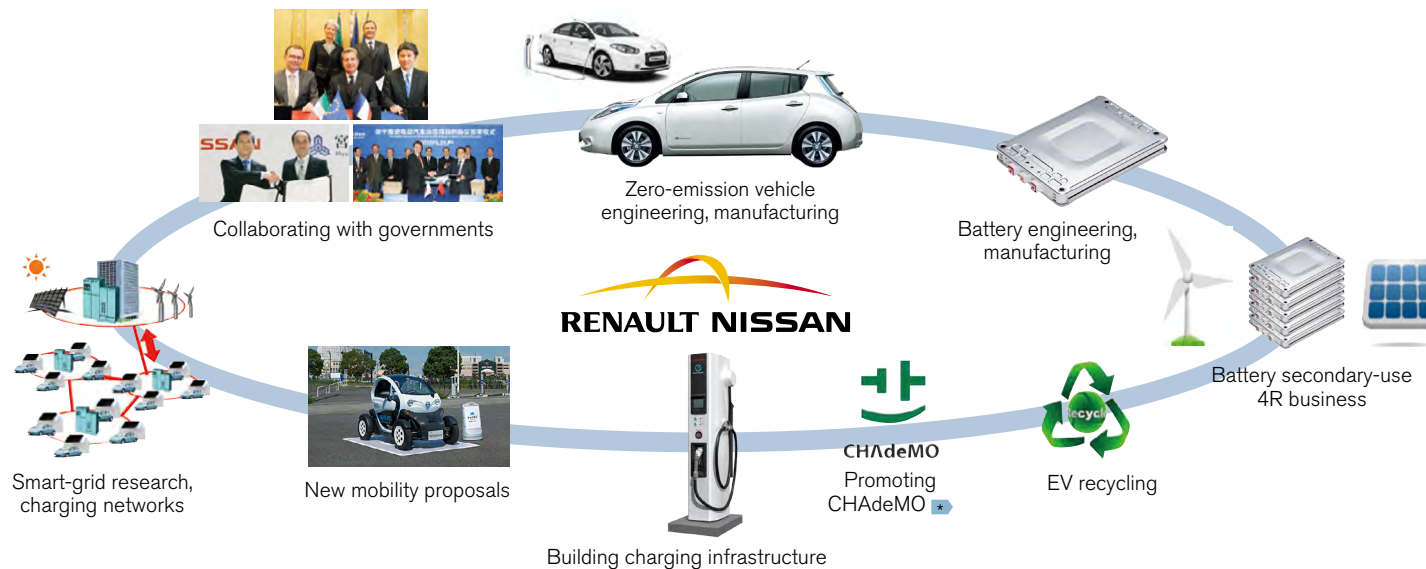 SSAN
Collaborating with governments
Zero-emission vehicle
engineering, manufacturing
Battery engineering,
manufacturing
RENAULT NISSAN
Battery secondary-use
4R business
Recycle
EV recycling
CHAdeMO
Promoting
CHAdeMO *
Building charging infrastructure
New mobility proposals
Smart-grid research,
charging networks